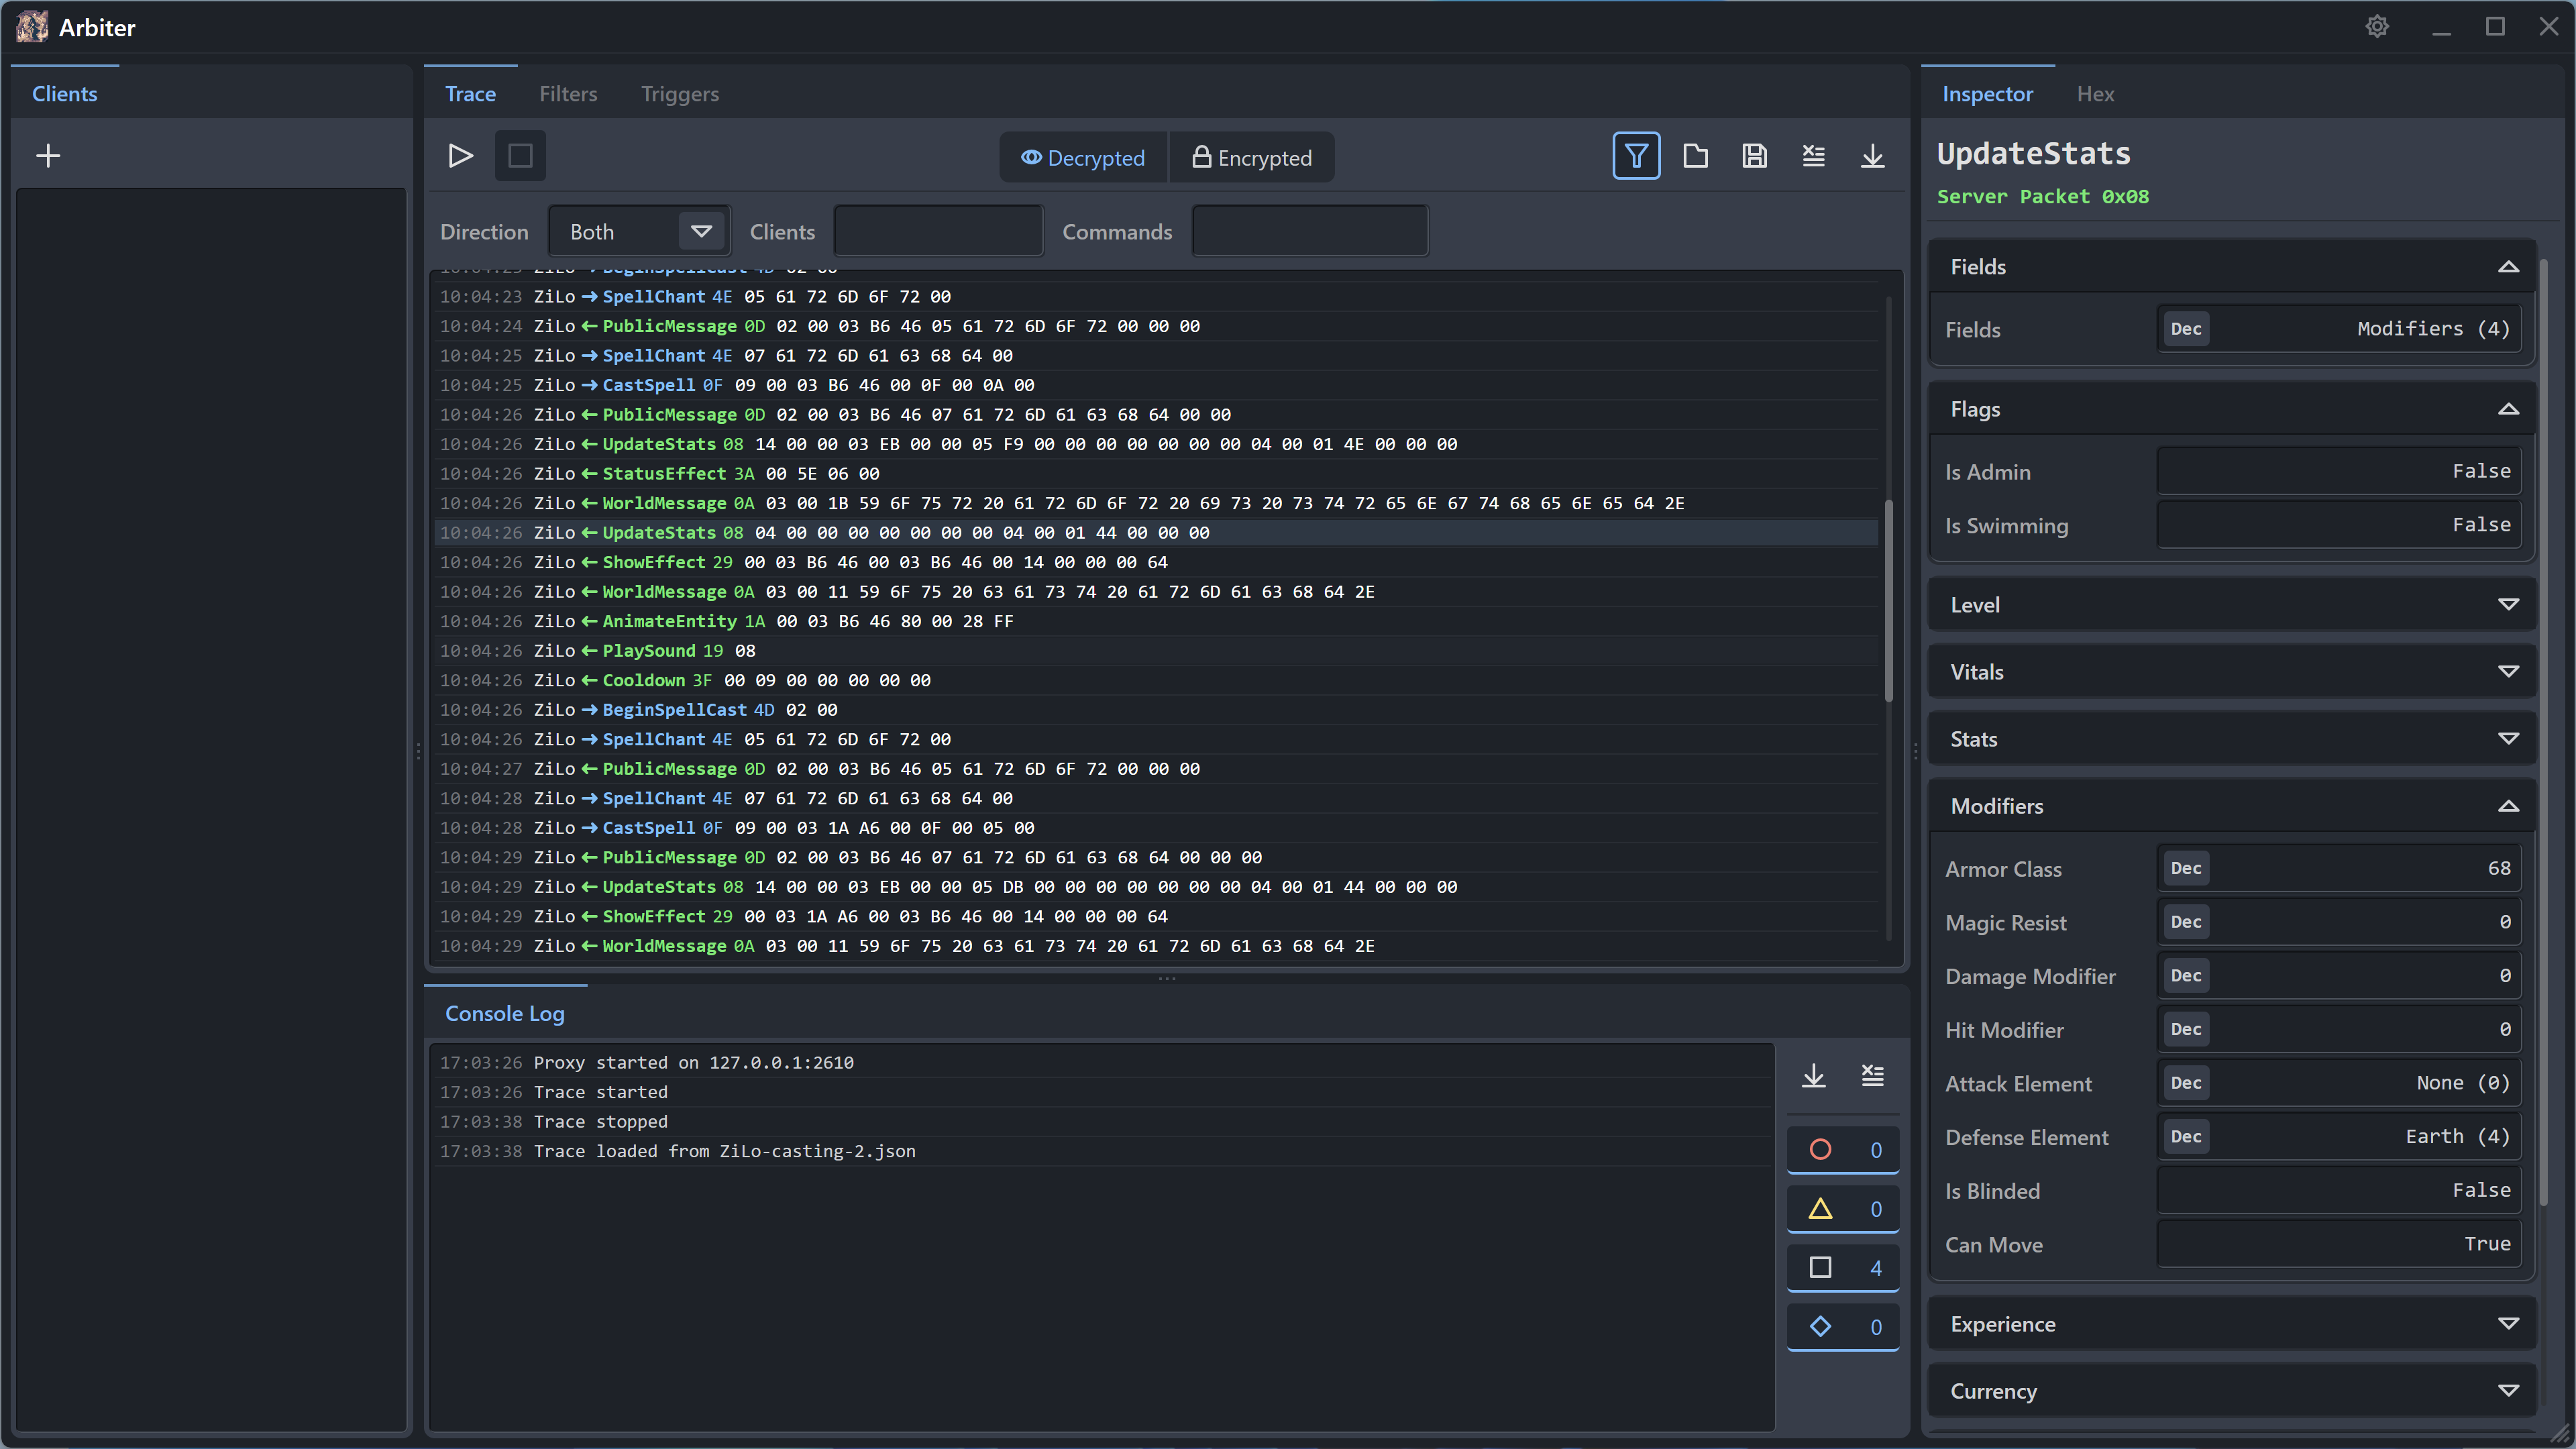 Arbiter
Clients
Trace Filters Triggers
Decrypted Encrypted
Direction Both Clients Commands
10:04:23 ZiLo → BeginSpellCast 4D 02 00
10:04:23 ZiLo → SpellChant 4E 05 61 72 6D 6F 72 00
10:04:24 ZiLo ← PublicMessage 0D 02 00 03 B6 46 05 61 72 6D 6F 72 00 00 00
10:04:25 ZiLo → SpellChant 4E 07 61 72 6D 61 63 68 64 00
10:04:25 ZiLo → CastSpell 0F 09 00 03 B6 46 00 0F 00 0A 00
10:04:26 ZiLo ← PublicMessage 0D 02 00 03 B6 46 07 61 72 6D 61 63 68 64 00 00
10:04:26 ZiLo ← UpdateStats 08 14 00 00 03 EB 00 00 05 F9 00 00 00 00 00 00 00 04 00 01 4E 00 00 00
10:04:26 ZiLo ← StatusEffect 3A 00 5E 06 00
10:04:26 ZiLo ← WorldMessage 0A 03 00 1B 59 6F 75 72 20 61 72 6D 6F 72 20 69 73 20 73 74 72 65 6E 67 74 68 65 6E 65 64 2E
10:04:26 ZiLo ← UpdateStats 08 04 00 00 00 00 00 00 00 04 00 01 44 00 00 00
10:04:26 ZiLo ← ShowEffect 29 00 03 B6 46 00 03 B6 46 00 14 00 00 00 64
10:04:26 ZiLo ← WorldMessage 0A 03 00 11 59 6F 75 20 63 61 73 74 20 61 72 6D 61 63 68 64 2E
10:04:26 ZiLo ← AnimateEntity 1A 00 03 B6 46 80 00 28 FF
10:04:26 ZiLo ← PlaySound 19 08
10:04:26 ZiLo ← Cooldown 3F 00 09 00 00 00 00 00
10:04:26 ZiLo → BeginSpellCast 4D 02 00
10:04:26 ZiLo → SpellChant 4E 05 61 72 6D 6F 72 00
10:04:27 ZiLo ← PublicMessage 0D 02 00 03 B6 46 05 61 72 6D 6F 72 00 00 00
10:04:28 ZiLo → SpellChant 4E 07 61 72 6D 61 63 68 64 00
10:04:28 ZiLo → CastSpell 0F 09 00 03 1A A6 00 0F 00 05 00
10:04:29 ZiLo ← PublicMessage 0D 02 00 03 B6 46 07 61 72 6D 61 63 68 64 00 00 00
10:04:29 ZiLo ← UpdateStats 08 14 00 00 03 EB 00 00 05 DB 00 00 00 00 00 00 00 04 00 01 44 00 00 00
10:04:29 ZiLo ← ShowEffect 29 00 03 1A A6 00 03 B6 46 00 14 00 00 00 64
10:04:29 ZiLo ← WorldMessage 0A 03 00 11 59 6F 75 20 63 61 73 74 20 61 72 6D 61 63 68 64 2E
Console Log
17:03:26 Proxy started on 127.0.0.1:2610
17:03:26 Trace started
17:03:38 Trace stopped
17:03:38 Trace loaded from ZiLo-casting-2.json
0
0
4
0
Inspector Hex
UpdateStats
Server Packet 0x08
Fields
Fields Dec Modifiers (4)
Flags
Is Admin False
Is Swimming False
Level
Vitals
Stats
Modifiers
Armor Class Dec 68
Magic Resist Dec 0
Damage Modifier Dec 0
Hit Modifier Dec 0
Attack Element Dec None (0)
Defense Element Dec Earth (4)
Is Blinded False
Can Move True
Experience
Currency